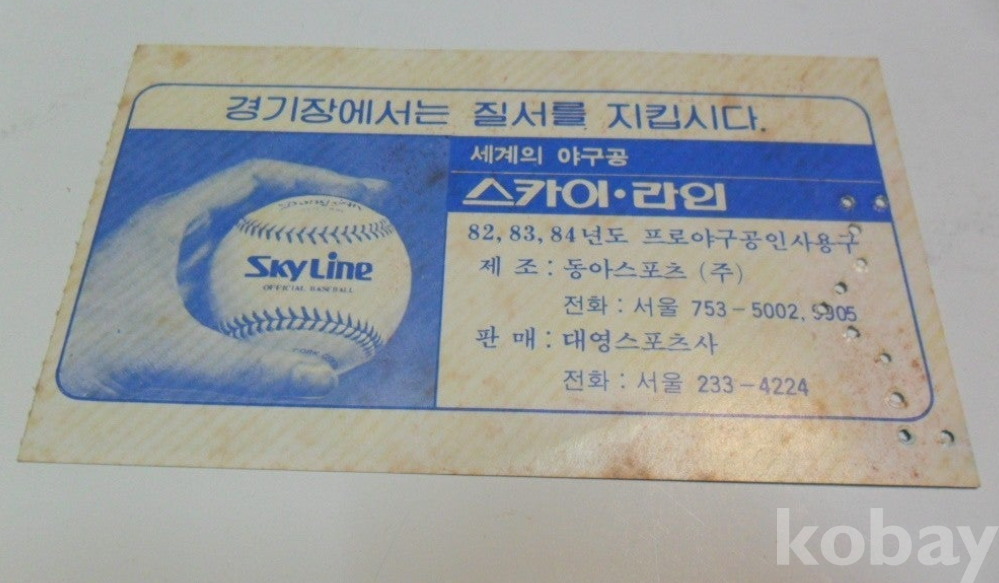 경기장에서는 질서를 지킵시다.
세계의 야구공
스카이·라인
SKYLINE
OFFICIAL BASEBALL
82, 83, 84년도 프로야구공인사용구
제 조 : 동아스포츠 (주)
전화 : 서울 753-5002, 5905
판 매 : 대영스포츠사
전화 : 서울 233-4224
kobay